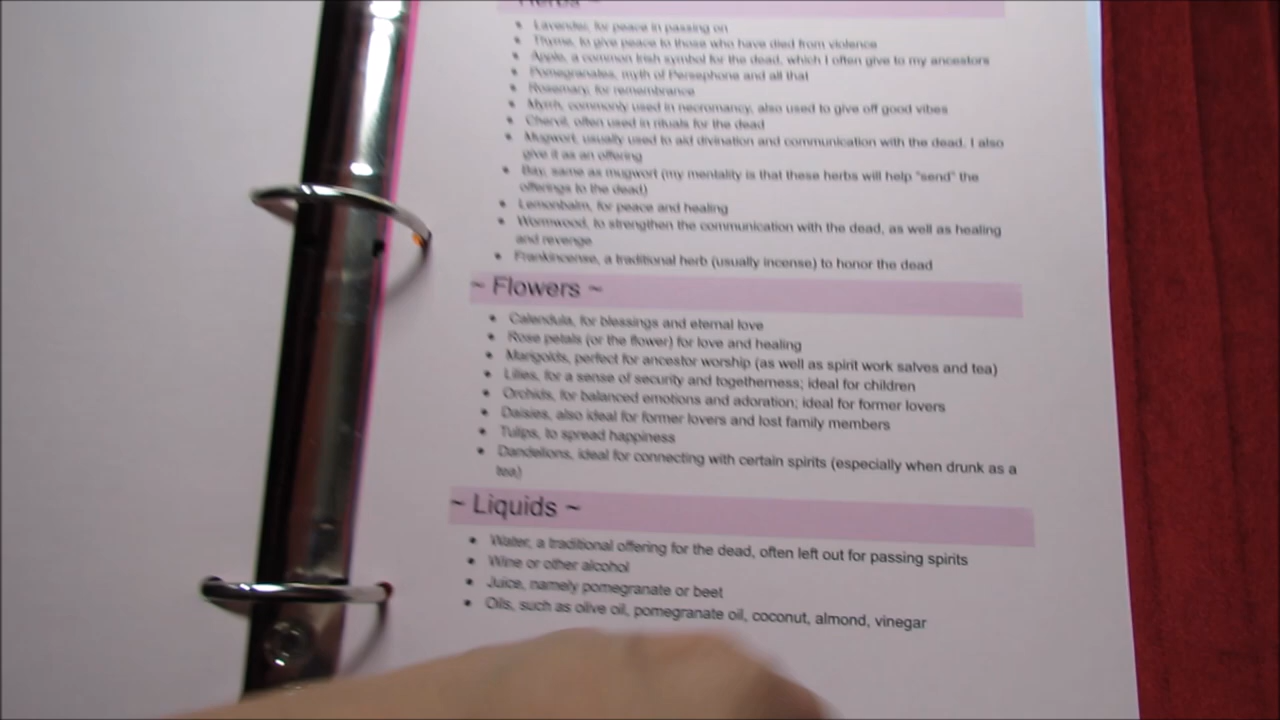 ~ Herbs ~
Lavender, for peace in passing on
Thyme, to give peace to those who have died from violence
Apple, a common Irish symbol for the dead, which I often give to my ancestors
Pomegranates, myth of Persephone and all that
Rosemary, for remembrance
Myrrh, commonly used in necromancy, also used to give off good vibes
Chervil, often used in rituals for the dead
Mugwort, usually used to aid divination and communication with the dead. I also
give it as an offering
Bay, same as mugwort (my mentality is that these herbs will help "send" the
offerings to the dead)
Lemonbalm, for peace and healing
Wormwood, to strengthen the communication with the dead, as well as healing
and revenge
Frankincense, a traditional herb (usually incense) to honor the dead
~ Flowers ~
Calendula, for blessings and eternal love
Rose petals (or the flower) for love and healing
Marigolds, perfect for ancestor worship (as well as spirit work salves and tea)
Lilies, for a sense of security and togetherness; ideal for children
Orchids, for balanced emotions and adoration; ideal for former lovers
Daisies, also ideal for former lovers and lost family members
Tulips, to spread happiness
Dandelions, ideal for connecting with certain spirits (especially when drunk as a
tea)
~ Liquids ~
Water, a traditional offering for the dead, often left out for passing spirits
Wine or other alcohol
Juice, namely pomegranate or beet
Oils, such as olive oil, pomegranate oil, coconut, almond, vinegar